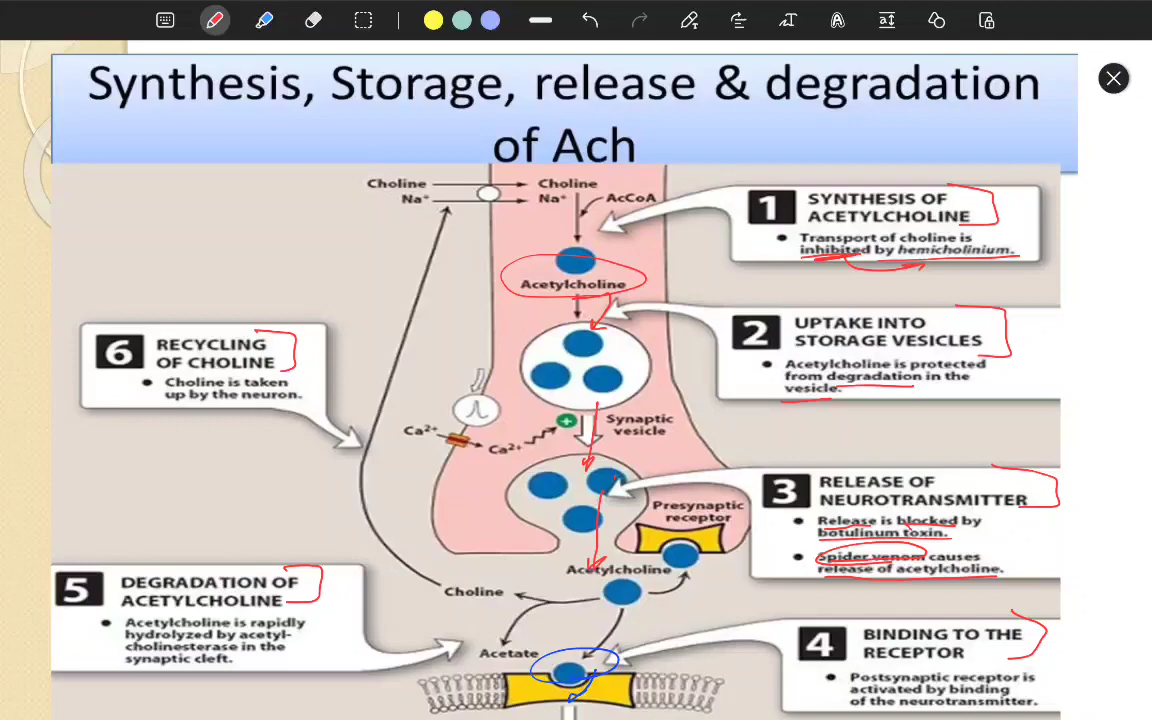 Synthesis, Storage, release & degradation
of Ach
Choline
Na⁺
Choline
Na⁺
AcCoA
Acetylcholine
1 SYNTHESIS OF
ACETYLCHOLINE
• Transport of choline is
inhibited by hemicholinium.
2 UPTAKE INTO
STORAGE VESICLES
• Acetylcholine is protected
from degradation in the
vesicle.
6 RECYCLING
OF CHOLINE
• Choline is taken
up by the neuron.
Ca²⁺
Ca²⁺
+
Synaptic
vesicle
3 RELEASE OF
NEUROTRANSMITTER
• Release is blocked by
botulinum toxin.
• Spider venom causes
release of acetylcholine.
Presynaptic
receptor
Acetylcholine
Choline
Acetate
5 DEGRADATION OF
ACETYLCHOLINE
• Acetylcholine is rapidly
hydrolyzed by acetyl-
cholinesterase in the
synaptic cleft.
4 BINDING TO THE
RECEPTOR
• Postsynaptic receptor is
activated by binding
of the neurotransmitter.